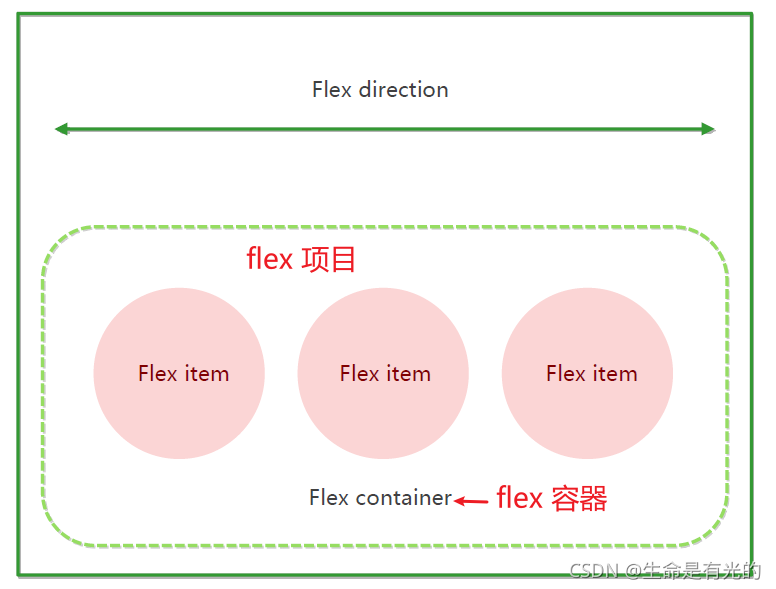 Flex direction
flex 项目
Flex item Flex item Flex item
Flex container flex 容器
CSDN @生命是有光的